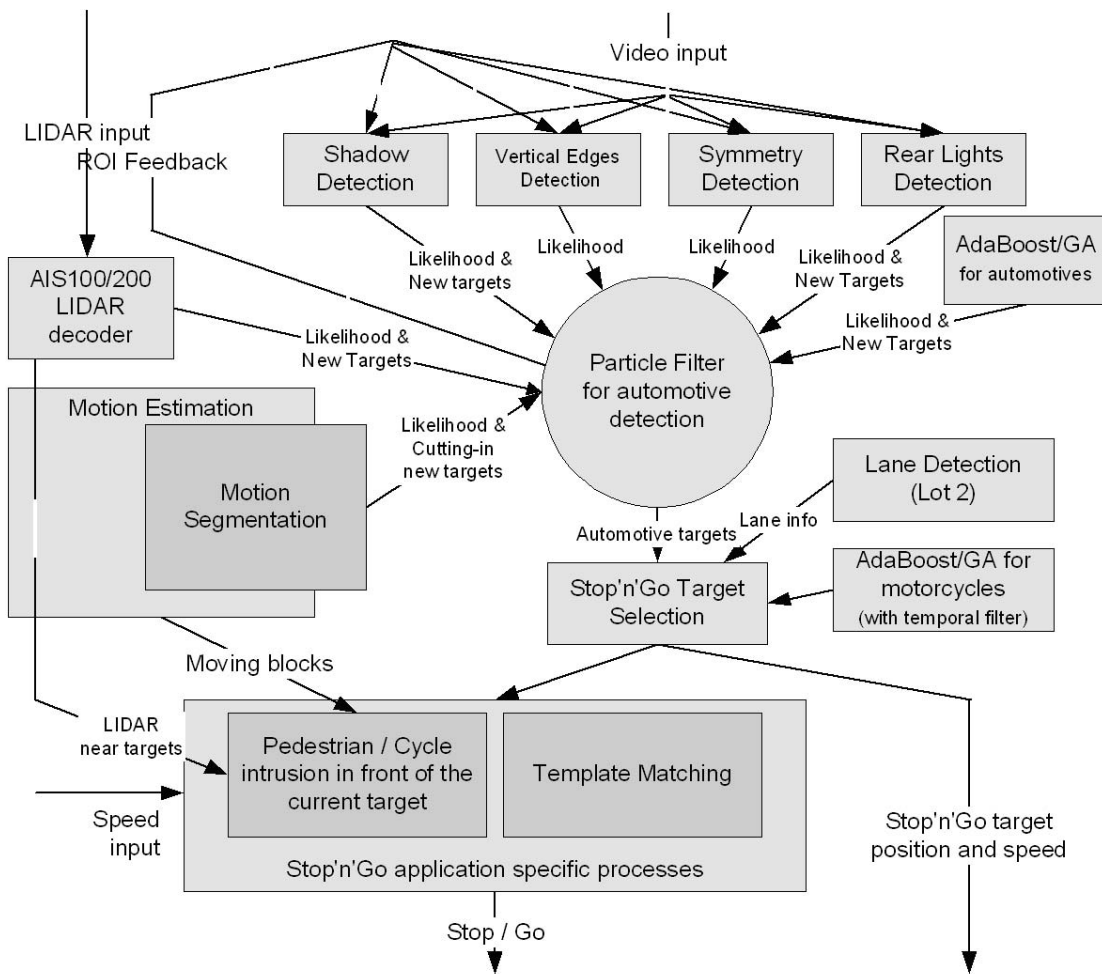 Video input
LIDAR input
ROI Feedback
Shadow
Detection
Vertical Edges
Detection
Symmetry
Detection
Rear Lights
Detection
Likelihood &
New targets
Likelihood
Likelihood
Likelihood &
New Targets
AdaBoost/GA
for automotives
AIS100/200
LIDAR
decoder
Likelihood &
New Targets
Likelihood &
New Targets
Particle Filter
for automotive
detection
Motion Estimation
Motion
Segmentation
Likelihood &
Cutting-in
new targets
Lane Detection
(Lot 2)
Automotive targets
Lane info
Stop'n'Go Target
Selection
AdaBoost/GA for
motorcycles
(with temporal filter)
Moving blocks
LIDAR
near targets
Pedestrian / Cycle
intrusion in front of the
current target
Template Matching
Speed
input
Stop'n'Go target
position and speed
Stop'n'Go application specific processes
Stop / Go